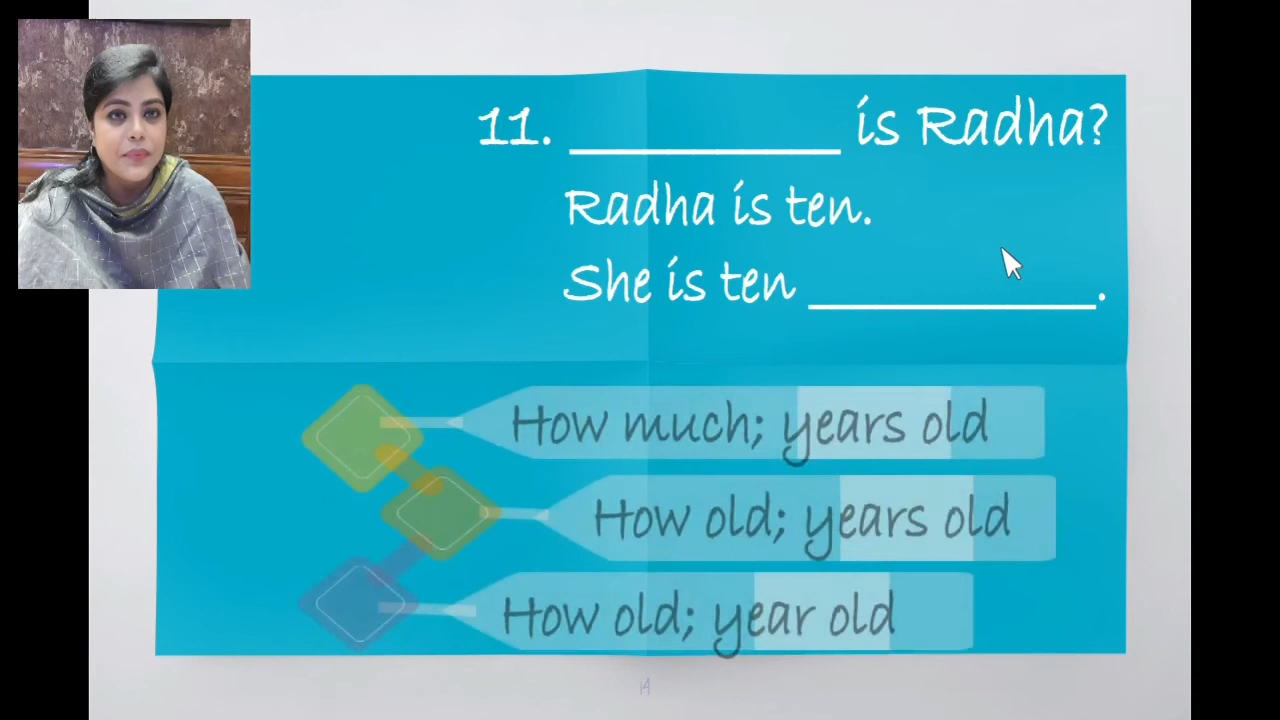 11. __________ is Radha?
Radha is ten.
She is ten __________.
How much; years old
How old; years old
How old; year old
14